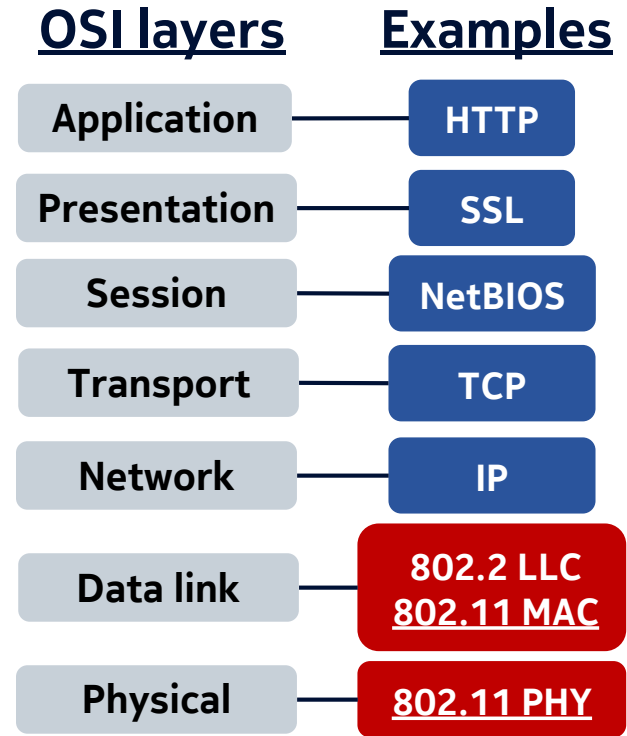 OSI layers Examples
Application HTTP
Presentation SSL
Session NetBIOS
Transport TCP
Network IP
Data link 802.2 LLC
802.11 MAC
Physical 802.11 PHY